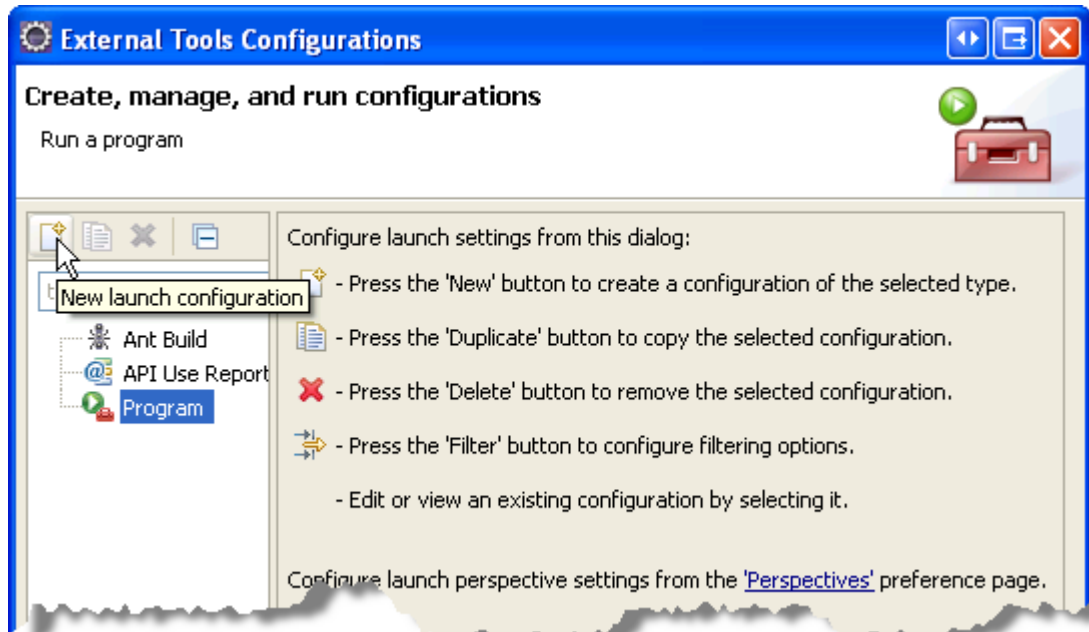 External Tools Configurations
Create, manage, and run configurations
Run a program
New launch configuration
Ant Build
API Use Report
Program
Configure launch settings from this dialog:
- Press the 'New' button to create a configuration of the selected type.
- Press the 'Duplicate' button to copy the selected configuration.
- Press the 'Delete' button to remove the selected configuration.
- Press the 'Filter' button to configure filtering options.
- Edit or view an existing configuration by selecting it.
Configure launch perspective settings from the 'Perspectives' preference page.